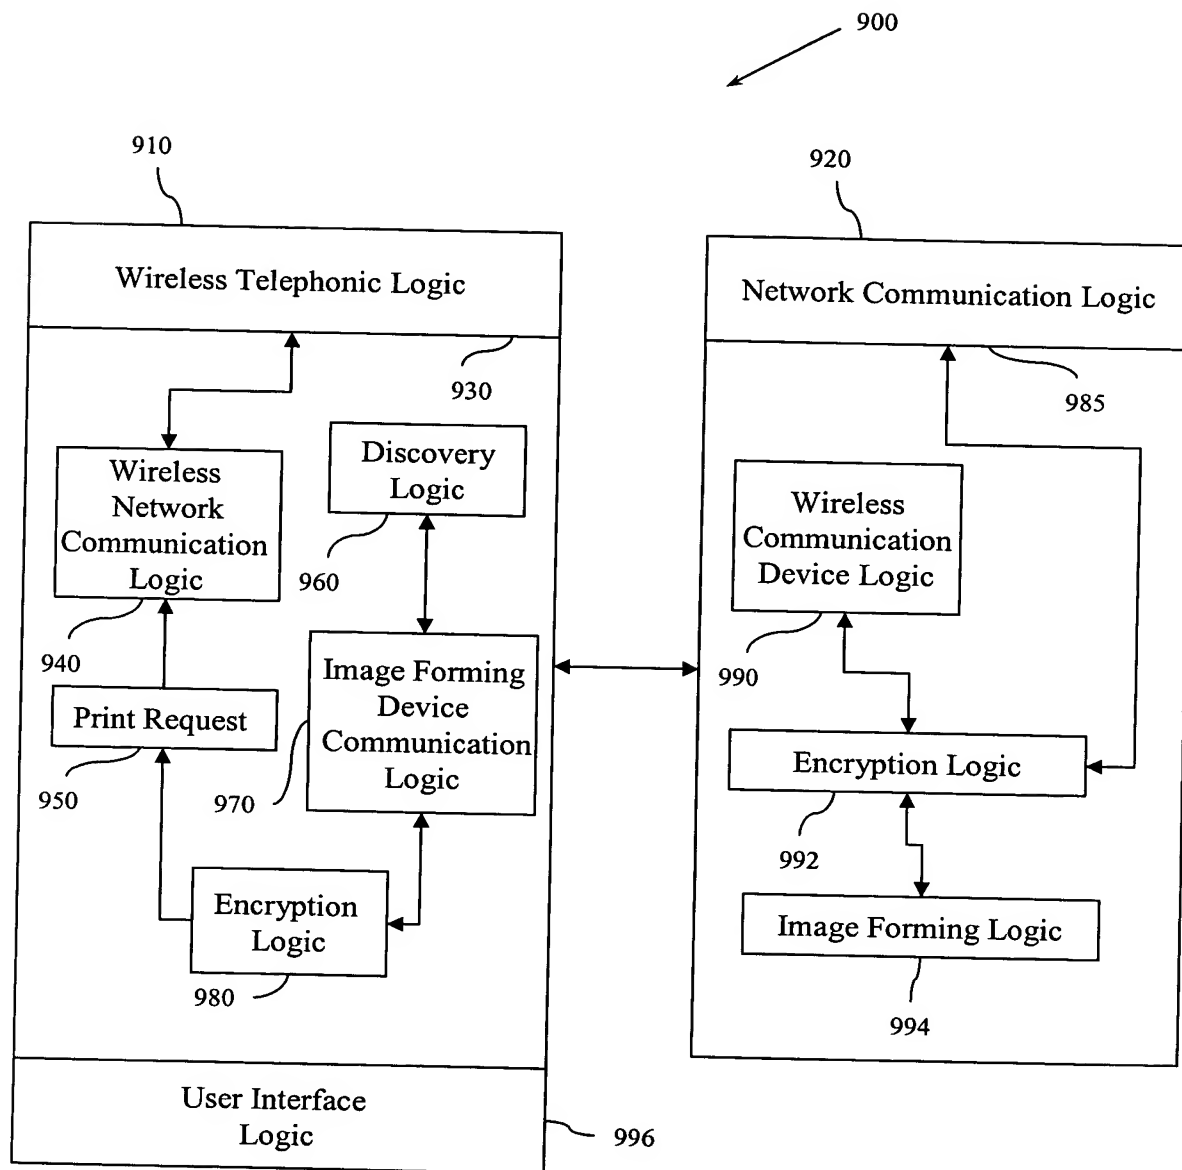 900
910
920
Wireless Telephonic Logic
Network Communication Logic
930
985
Wireless
Network
Communication
Logic
Discovery
Logic
960
Wireless
Communication
Device Logic
940
990
Image Forming
Device
Communication
Logic
Print Request
950
970
Encryption Logic
992
Encryption
Logic
980
Image Forming Logic
994
User Interface
Logic
996